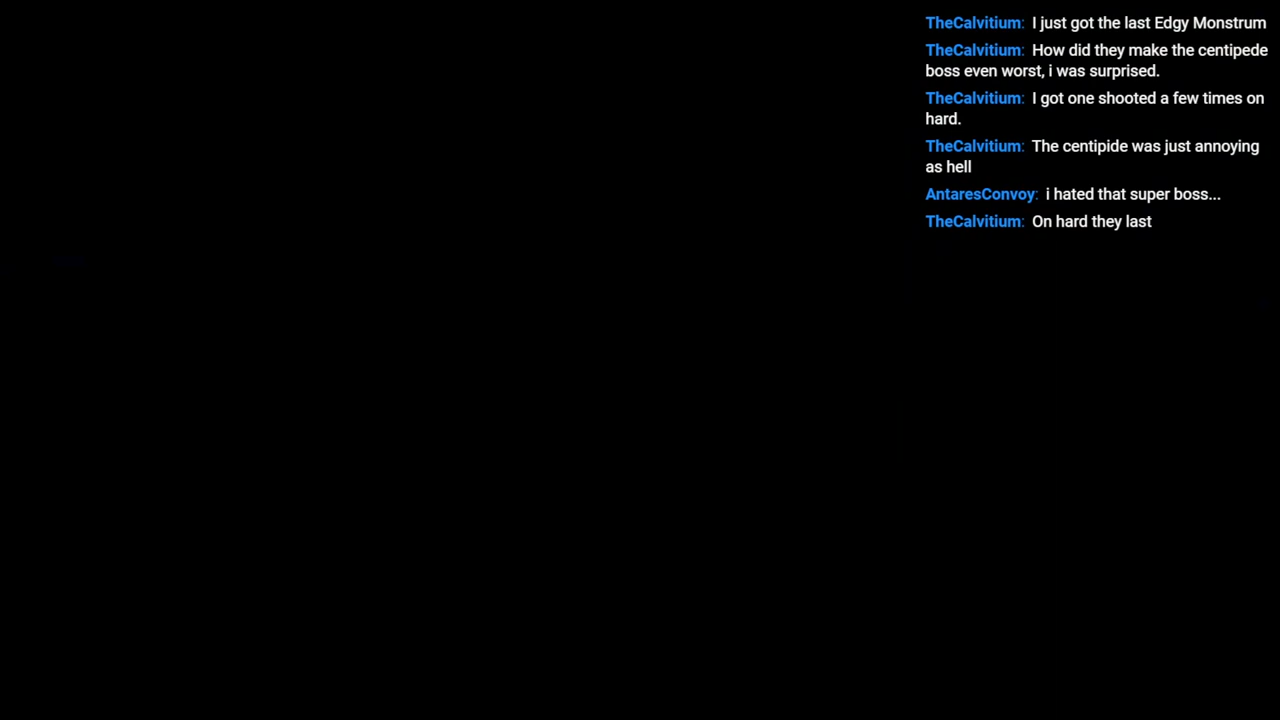 TheCalvitium: I just got the last Edgy Monstrum
TheCalvitium: How did they make the centipede
boss even worst, i was surprised.
TheCalvitium: I got one shooted a few times on
hard.
TheCalvitium: The centipide was just annoying
as hell
AntaresConvoy: i hated that super boss...
TheCalvitium: On hard they last